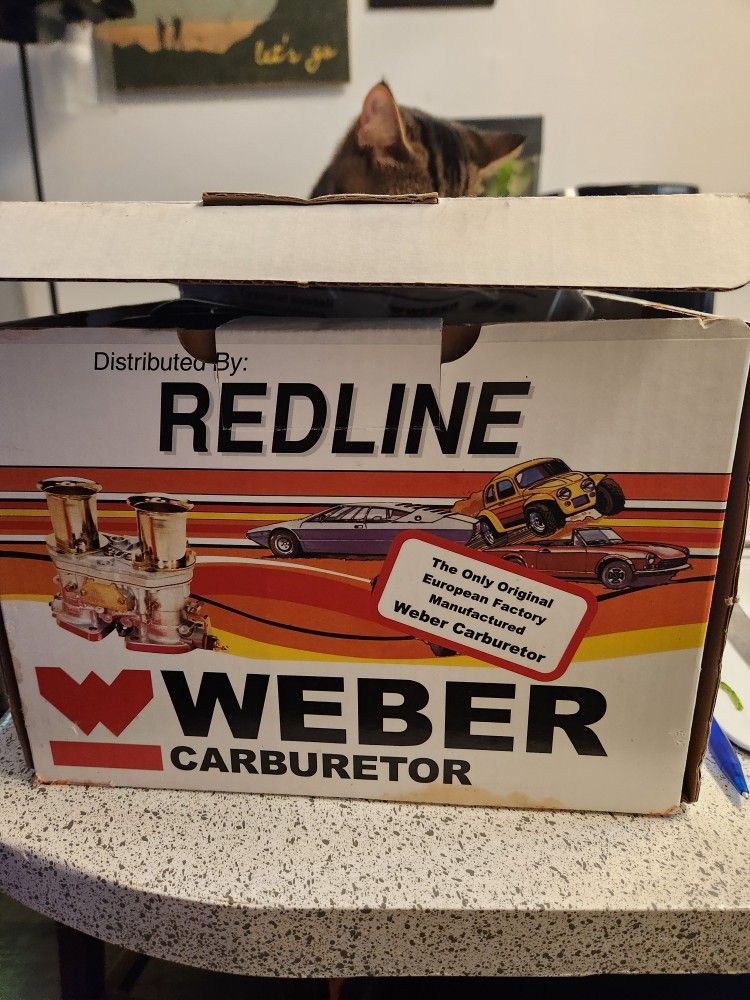 let's go
Distributed By:
REDLINE
The Only Original
European Factory
Manufactured
Weber Carburetor
WEBER
CARBURETOR